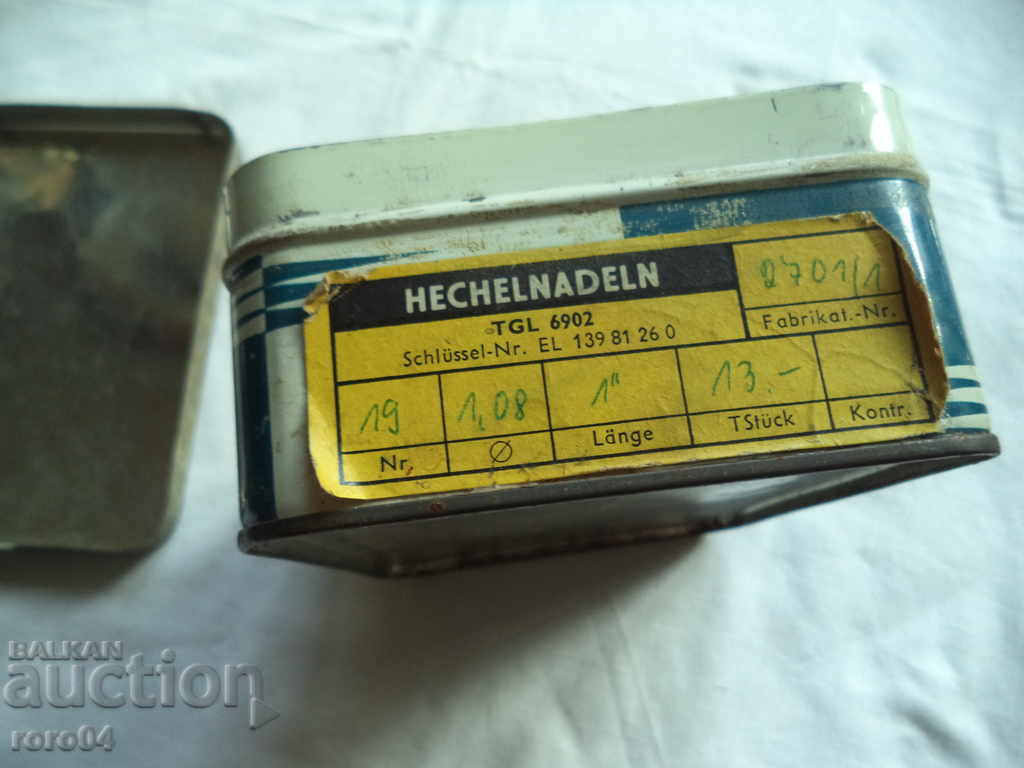 HECHELNADELN
2701/1
TGL 6902
Fabrikat.-Nr.
Schlüssel-Nr. EL 139 81 26 0
19 1,08 1" 13.-
Nr. ∅ Länge TStück Kontr.
BALKAN
auction
roro04